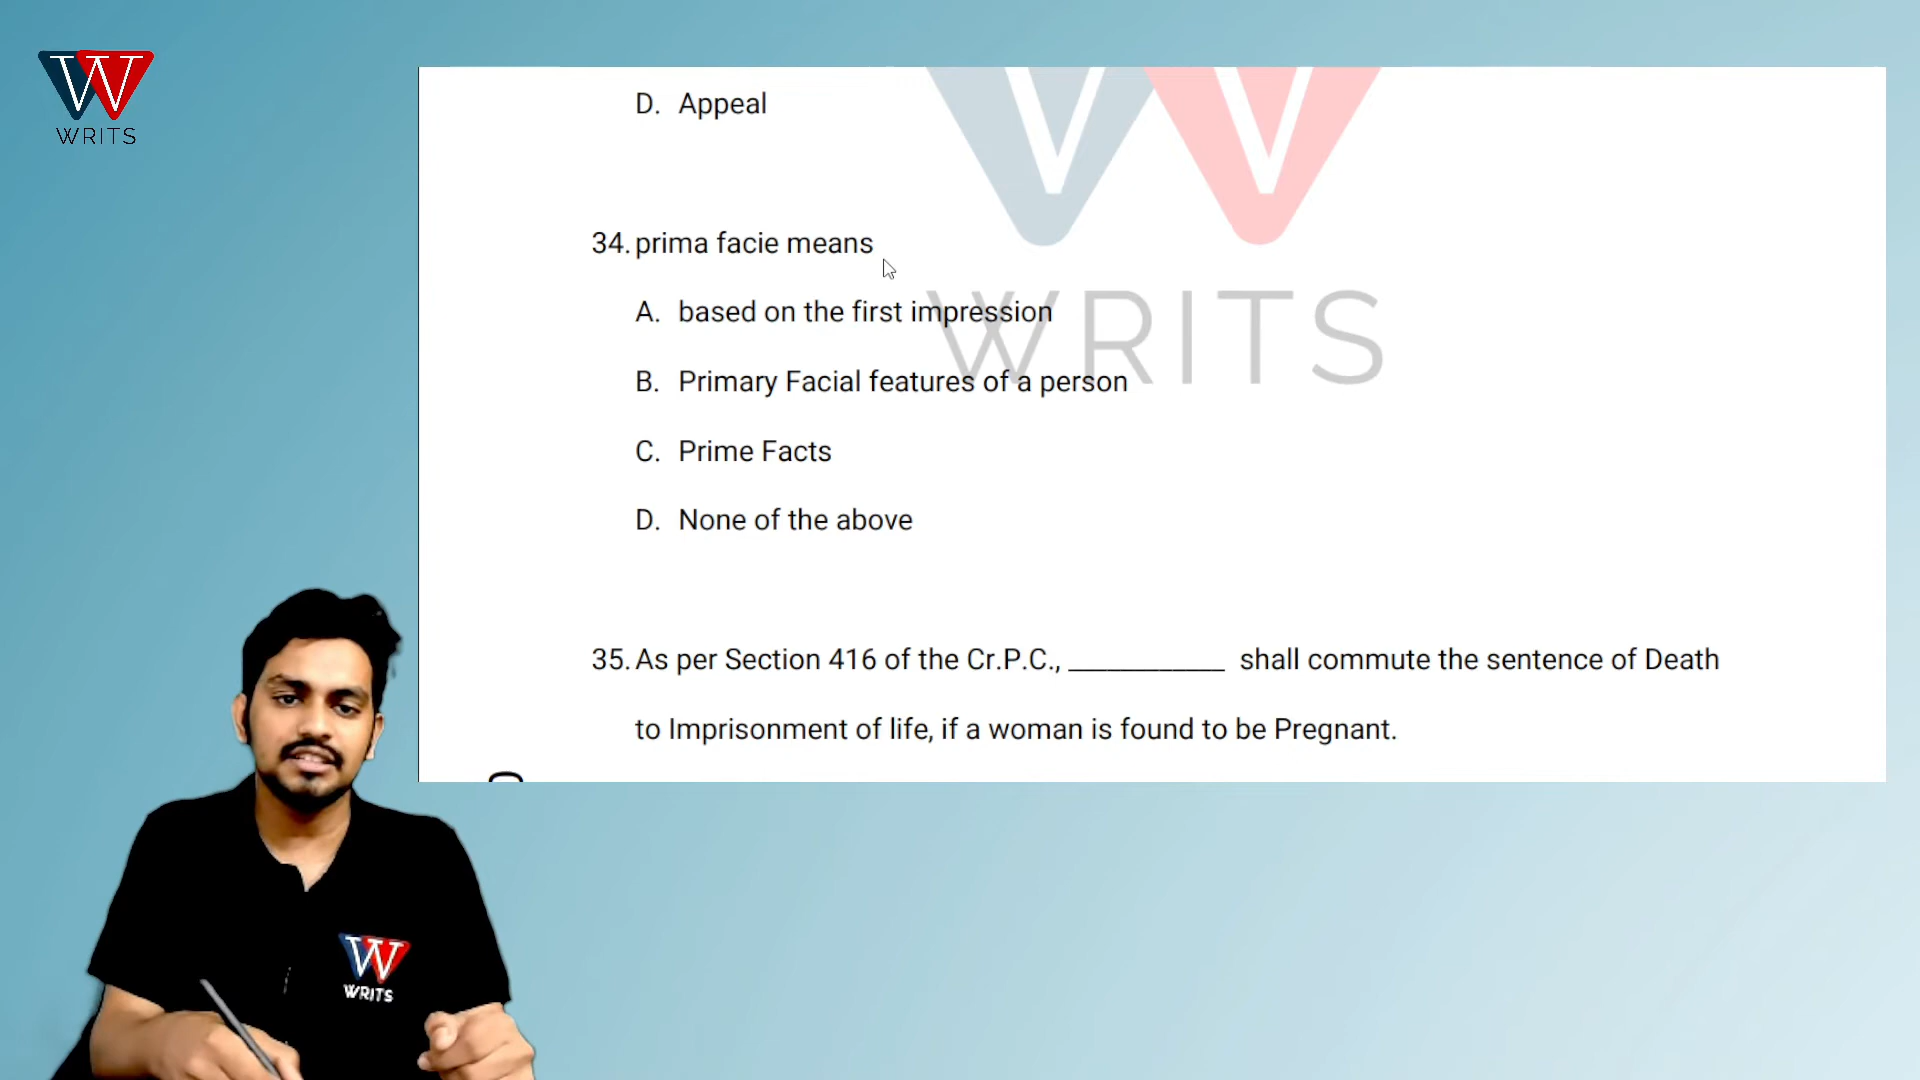 W
WRITS
D. Appeal
34. prima facie means
A. based on the first impression
WRITS
B. Primary Facial features of a person
C. Prime Facts
D. None of the above
35. As per Section 416 of the Cr.P.C., ___________ shall commute the sentence of Death
to Imprisonment of life, if a woman is found to be Pregnant.
W
WRITS